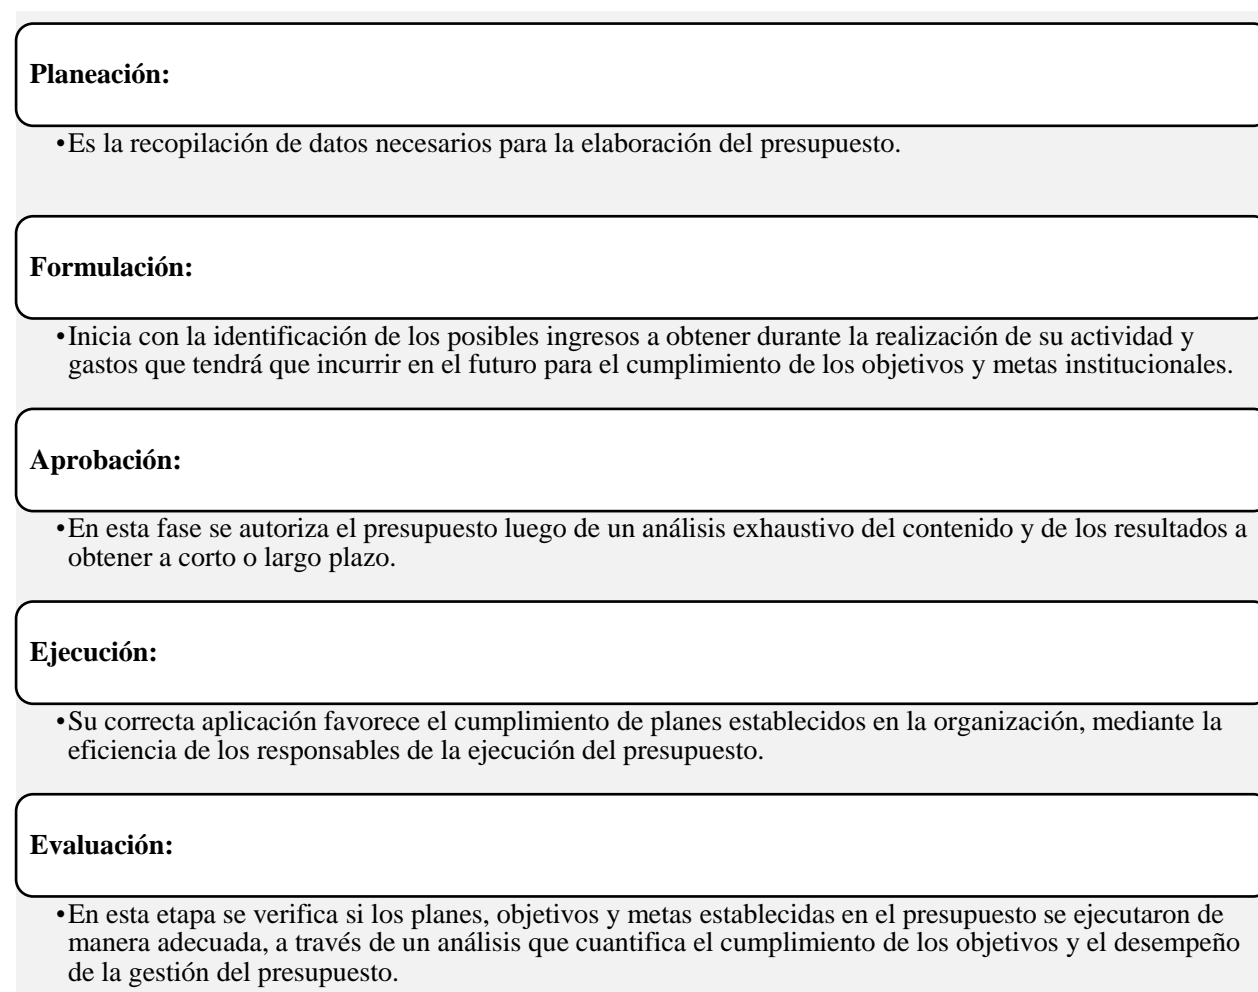 Planeación:
•Es la recopilación de datos necesarios para la elaboración del presupuesto.
Formulación:
•Inicia con la identificación de los posibles ingresos a obtener durante la realización de su actividad y
gastos que tendrá que incurrir en el futuro para el cumplimiento de los objetivos y metas institucionales.
Aprobación:
•En esta fase se autoriza el presupuesto luego de un análisis exhaustivo del contenido y de los resultados a
obtener a corto o largo plazo.
Ejecución:
•Su correcta aplicación favorece el cumplimiento de planes establecidos en la organización, mediante la
eficiencia de los responsables de la ejecución del presupuesto.
Evaluación:
•En esta etapa se verifica si los planes, objetivos y metas establecidas en el presupuesto se ejecutaron de
manera adecuada, a través de un análisis que cuantifica el cumplimiento de los objetivos y el desempeño
de la gestión del presupuesto.